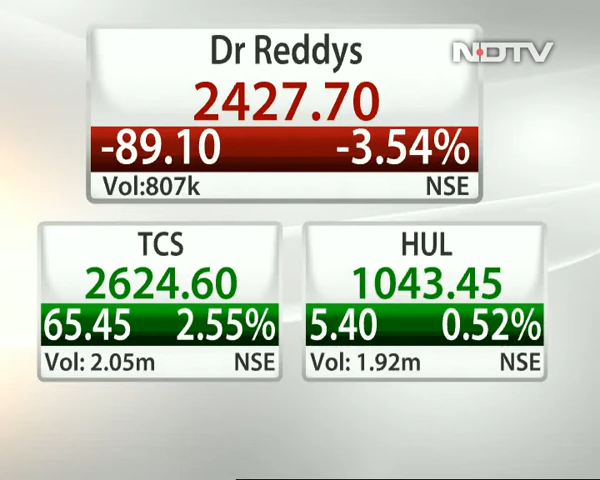 Dr Reddys
NDTV
2427.70
-89.10 -3.54%
Vol:807k NSE
TCS
2624.60
65.45 2.55%
Vol: 2.05m NSE
HUL
1043.45
5.40 0.52%
Vol: 1.92m NSE